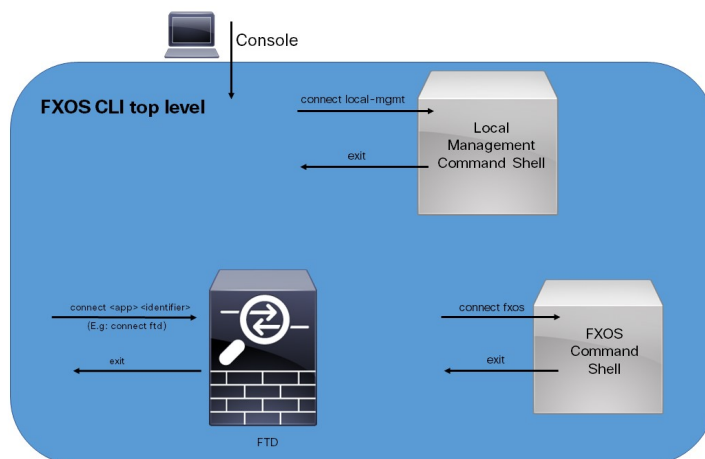 Console
FXOS CLI top level
connect local-mgmt
Local
Management
Command Shell
exit
connect <app> <identifier>
(E.g: connect ftd)
exit
FTD
connect fxos
FXOS
Command
Shell
exit